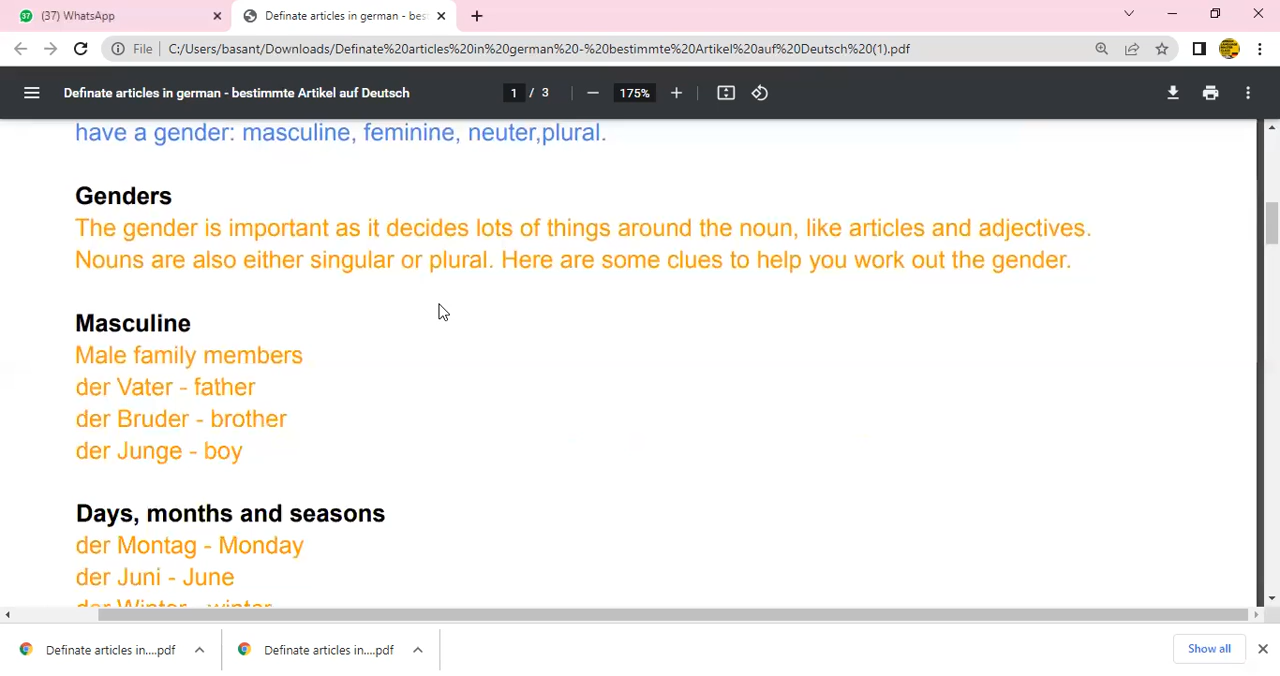 37 (37) WhatsApp
Definate articles in german - bes
File C:/Users/basant/Downloads/Definate%20articles%20in%20german%20-%20bestimmte%20Artikel%20auf%20Deutsch%20(1).pdf
Definate articles in german - bestimmte Artikel auf Deutsch 1 / 3 175%
have a gender: masculine, feminine, neuter,plural.
Genders
The gender is important as it decides lots of things around the noun, like articles and adjectives.
Nouns are also either singular or plural. Here are some clues to help you work out the gender.
Masculine
Male family members
der Vater - father
der Bruder - brother
der Junge - boy
Days, months and seasons
der Montag - Monday
der Juni - June
der Winter - winter
Definate articles in....pdf Definate articles in....pdf Show all